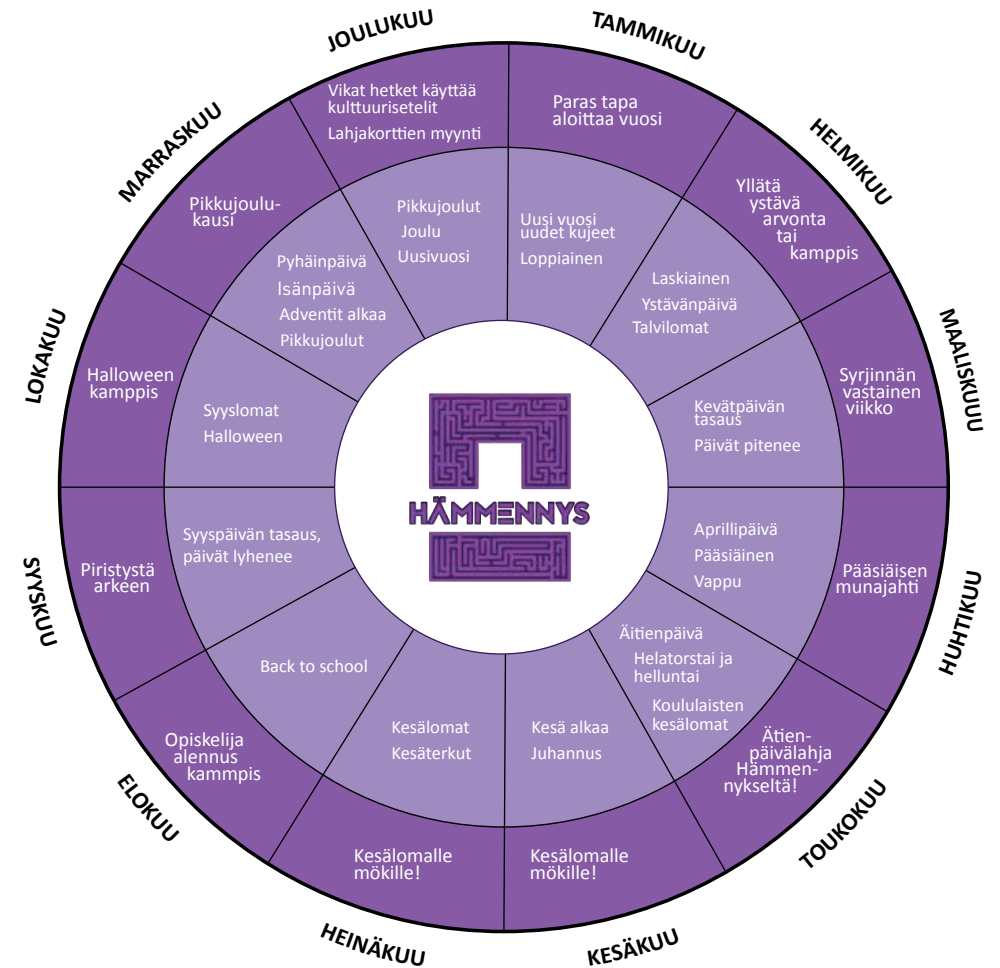 TAMMIKUU
Paras tapa
aloittaa vuosi
Uusi vuosi
uudet kujeet
Loppiainen
HELMIKUU
Yllätä
ystävä
arvonta
tai
kamppis
Laskiainen
Ystävänpäivä
Talvilomat
MAALISKUUU
Syrjinnän
vastainen
viikko
Kevätpäivän
tasaus
Päivät pitenee
HUHTIKUU
Pääsiäisen
munajahti
Aprillipäivä
Pääsiäinen
Vappu
TOUKOKUU
Ätien-
päivälahja
Hämmen-
nykseltä!
Äitienpäivä
Helatorstai ja
helluntai
Koululaisten
kesälomat
KESÄKUU
Kesälomalle
mökille!
Kesä alkaa
Juhannus
HEINÄKUU
Kesälomalle
mökille!
Kesälomat
Kesäterkut
ELOKUU
Opiskelija
alennus
kammpis
Back to school
SYYSKUU
Piristystä
arkeen
Syyspäivän tasaus,
päivät lyhenee
LOKAKUU
Halloween
kamppis
Syyslomat
Halloween
MARRASKUU
Pikkujoulu-
kausi
Pyhäinpäivä
Isänpäivä
Adventit alkaa
Pikkujoulut
JOULUKUU
Vikat hetket käyttää
kulttuurisetelit
Lahjakorttien myynti
Pikkujoulut
Joulu
Uusivuosi
HÄMMENNYS